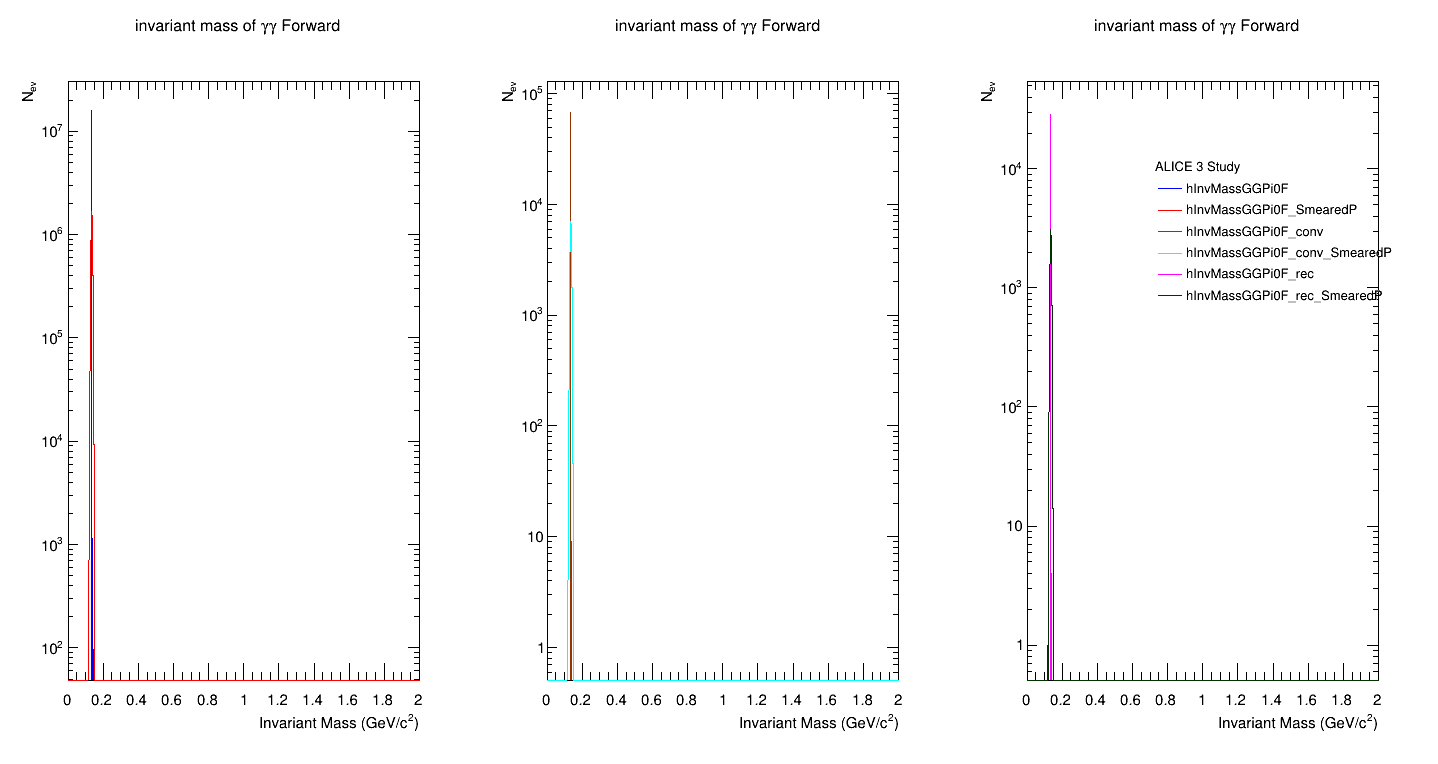 invariant mass of γγ Forward
N_ev
10^7
10^6
10^5
10^4
10^3
10^2
0 0.2 0.4 0.6 0.8 1 1.2 1.4 1.6 1.8 2
Invariant Mass (GeV/c^2)
invariant mass of γγ Forward
N_ev
10^5
10^4
10^3
10^2
10
1
0 0.2 0.4 0.6 0.8 1 1.2 1.4 1.6 1.8 2
Invariant Mass (GeV/c^2)
invariant mass of γγ Forward
N_ev
10^4
10^3
10^2
10
1
ALICE 3 Study
hInvMassGGPi0F
hInvMassGGPi0F_SmearedP
hInvMassGGPi0F_conv
hInvMassGGPi0F_conv_SmearedP
hInvMassGGPi0F_rec
hInvMassGGPi0F_rec_SmearedP
0 0.2 0.4 0.6 0.8 1 1.2 1.4 1.6 1.8 2
Invariant Mass (GeV/c^2)